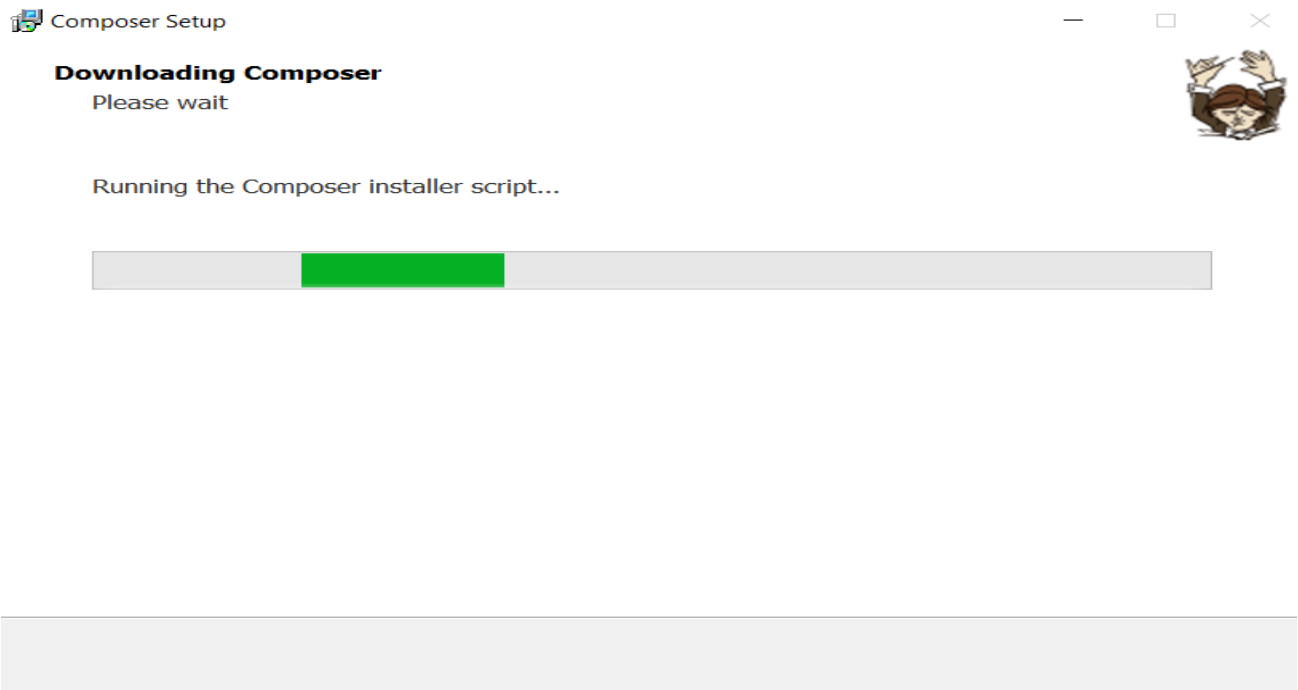 Composer Setup
Downloading Composer
Please wait
Running the Composer installer script...